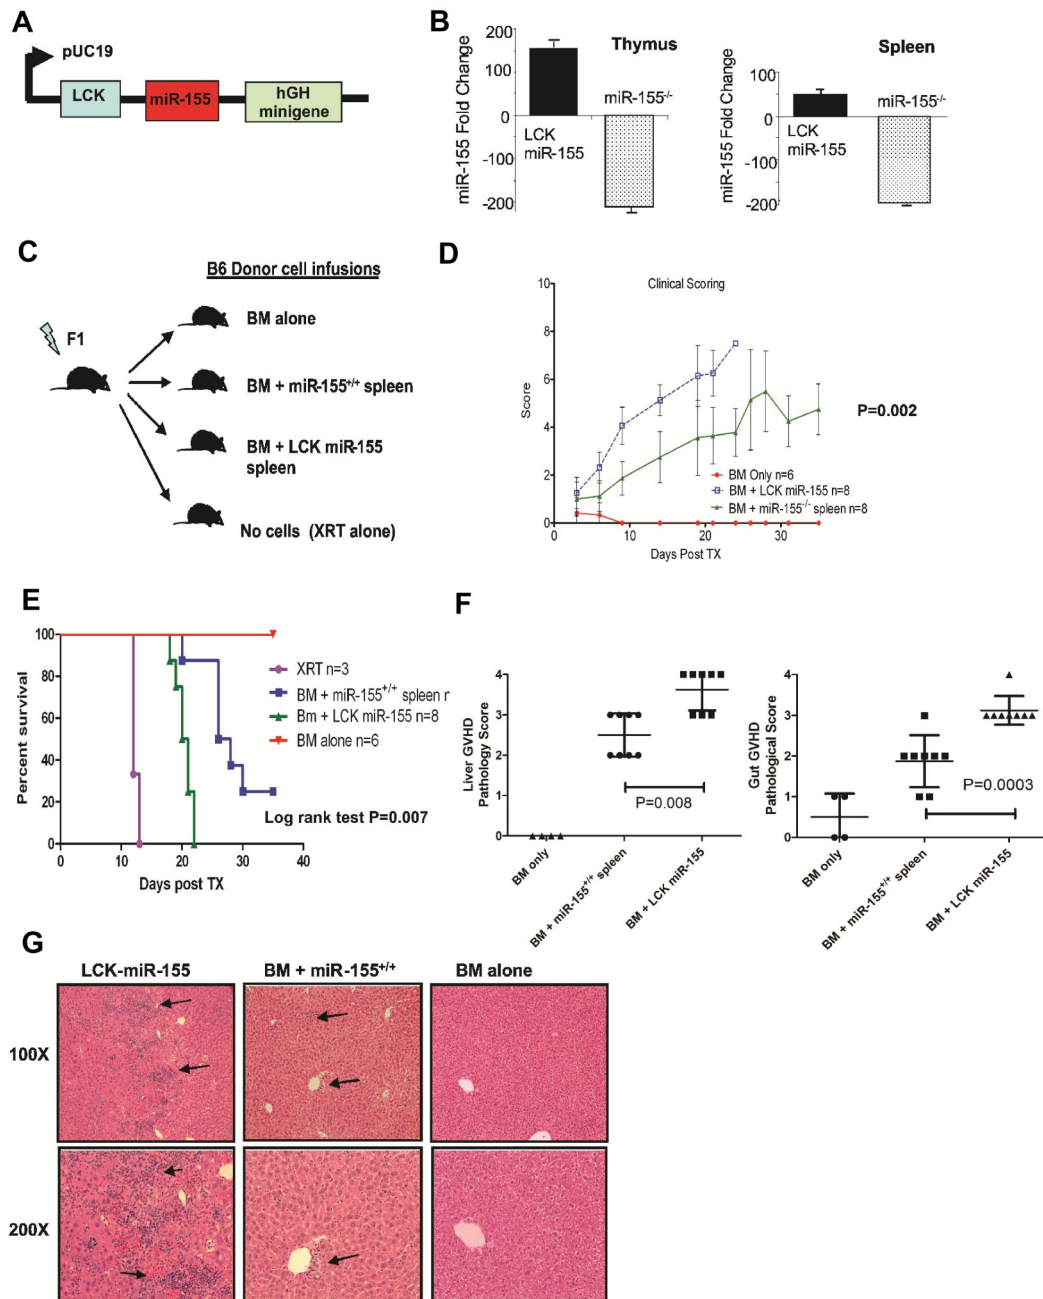 A
pUC19
LCK
miR-155
hGH
minigene
B
miR-155 Fold Change
200
100
0
-100
-200
Thymus
LCK
miR-155
miR-155-/-
miR-155 Fold Change
100
0
-100
-200
Spleen
LCK
miR-155
miR-155-/-
C
B6 Donor cell infusions
F1
BM alone
BM + miR-155+/+ spleen
BM + LCK miR-155
spleen
No cells (XRT alone)
D
Clinical Scoring
Score
10
8
6
4
2
0
10
20
30
Days Post TX
BM Only n=6
BM + LCK miR-155 n=8
BM + miR-155-/- spleen n=8
P=0.002
E
Percent survival
100
80
60
40
20
0
0
10
20
30
40
Days post TX
XRT n=3
BM + miR-155+/+ spleen n
Bm + LCK miR-155 n=8
BM alone n=6
Log rank test P=0.007
F
Liver GVHD
Pathology Score
4
3
2
1
0
P=0.008
BM only
BM + miR-155+/+ spleen
BM + LCK miR-155
Gut GVHD
Pathological Score
4
3
2
1
0
P=0.0003
BM only
BM + miR-155+/+ spleen
BM + LCK miR-155
G
LCK-miR-155
BM + miR-155+/+
BM alone
100X
200X